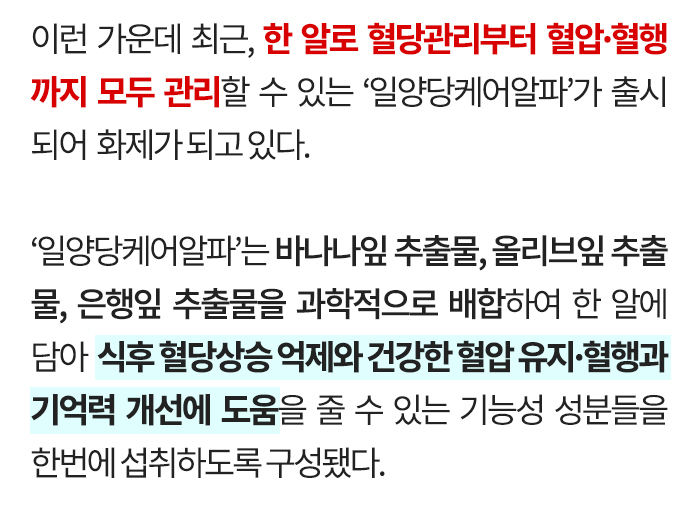 이런 가운데 최근, 한 알로 혈당관리부터 혈압·혈행
까지 모두 관리할 수 있는 ‘일양당케어알파’가 출시
되어 화제가 되고 있다.
‘일양당케어알파’는 바나나잎 추출물, 올리브잎 추출
물, 은행잎 추출물을 과학적으로 배합하여 한 알에
담아 식후 혈당상승 억제와 건강한 혈압 유지·혈행과
기억력 개선에 도움을 줄 수 있는 기능성 성분들을
한번에 섭취하도록 구성됐다.